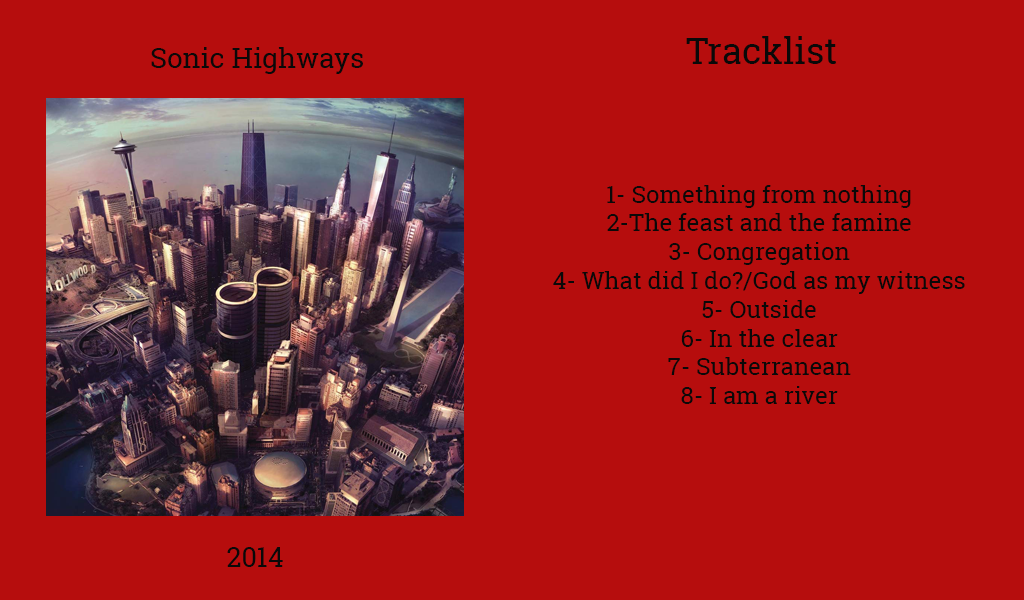 Sonic Highways
HOLLYWOOD
2014
Tracklist
1- Something from nothing
2-The feast and the famine
3- Congregation
4- What did I do?/God as my witness
5- Outside
6- In the clear
7- Subterranean
8- I am a river